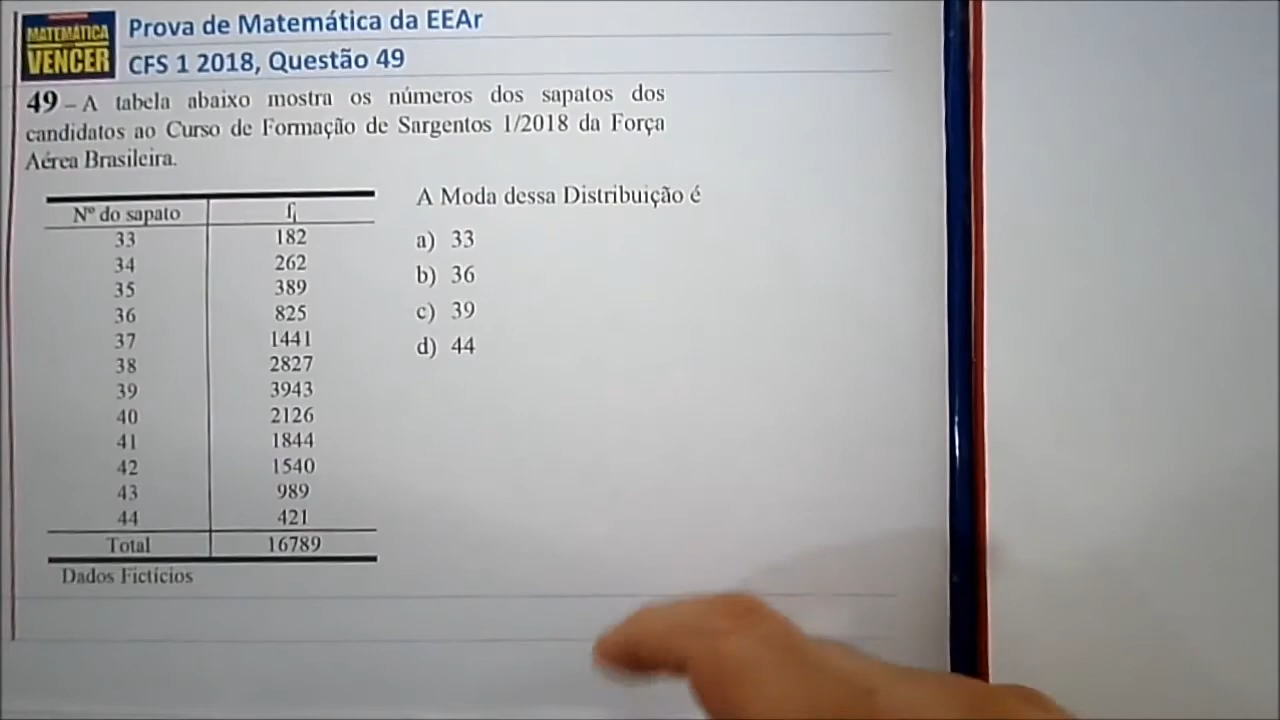 MATEMÁTICA
VENCER
Prova de Matemática da EEAr
CFS 1 2018, Questão 49
49 – A tabela abaixo mostra os números dos sapatos dos
candidatos ao Curso de Formação de Sargentos 1/2018 da Força
Aérea Brasileira.
Nº do sapato fi
33 182
34 262
35 389
36 825
37 1441
38 2827
39 3943
40 2126
41 1844
42 1540
43 989
44 421
Total 16789
Dados Fictícios
A Moda dessa Distribuição é
a) 33
b) 36
c) 39
d) 44